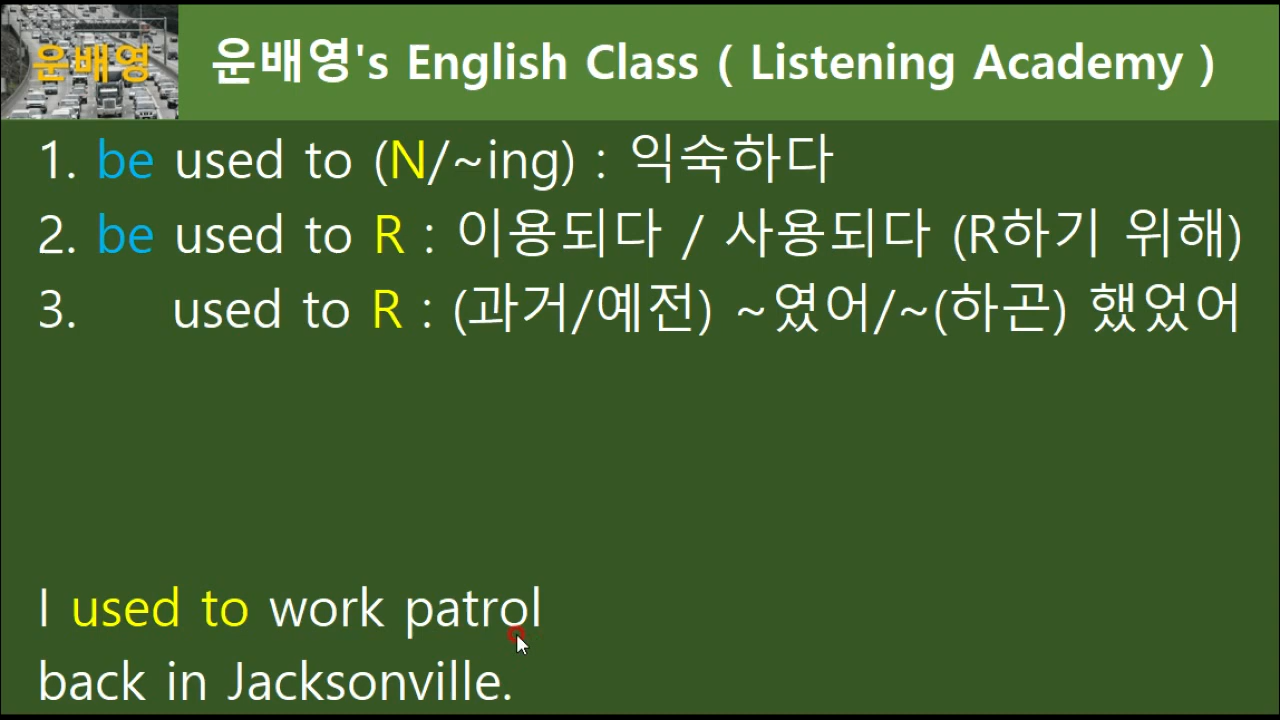 운배영
운배영's English Class ( Listening Academy )
1. be used to (N/~ing) : 익숙하다
2. be used to R : 이용되다 / 사용되다 (R하기 위해)
3. used to R : (과거/예전) ~였어/~(하곤) 했었어
I used to work patrol
back in Jacksonville.